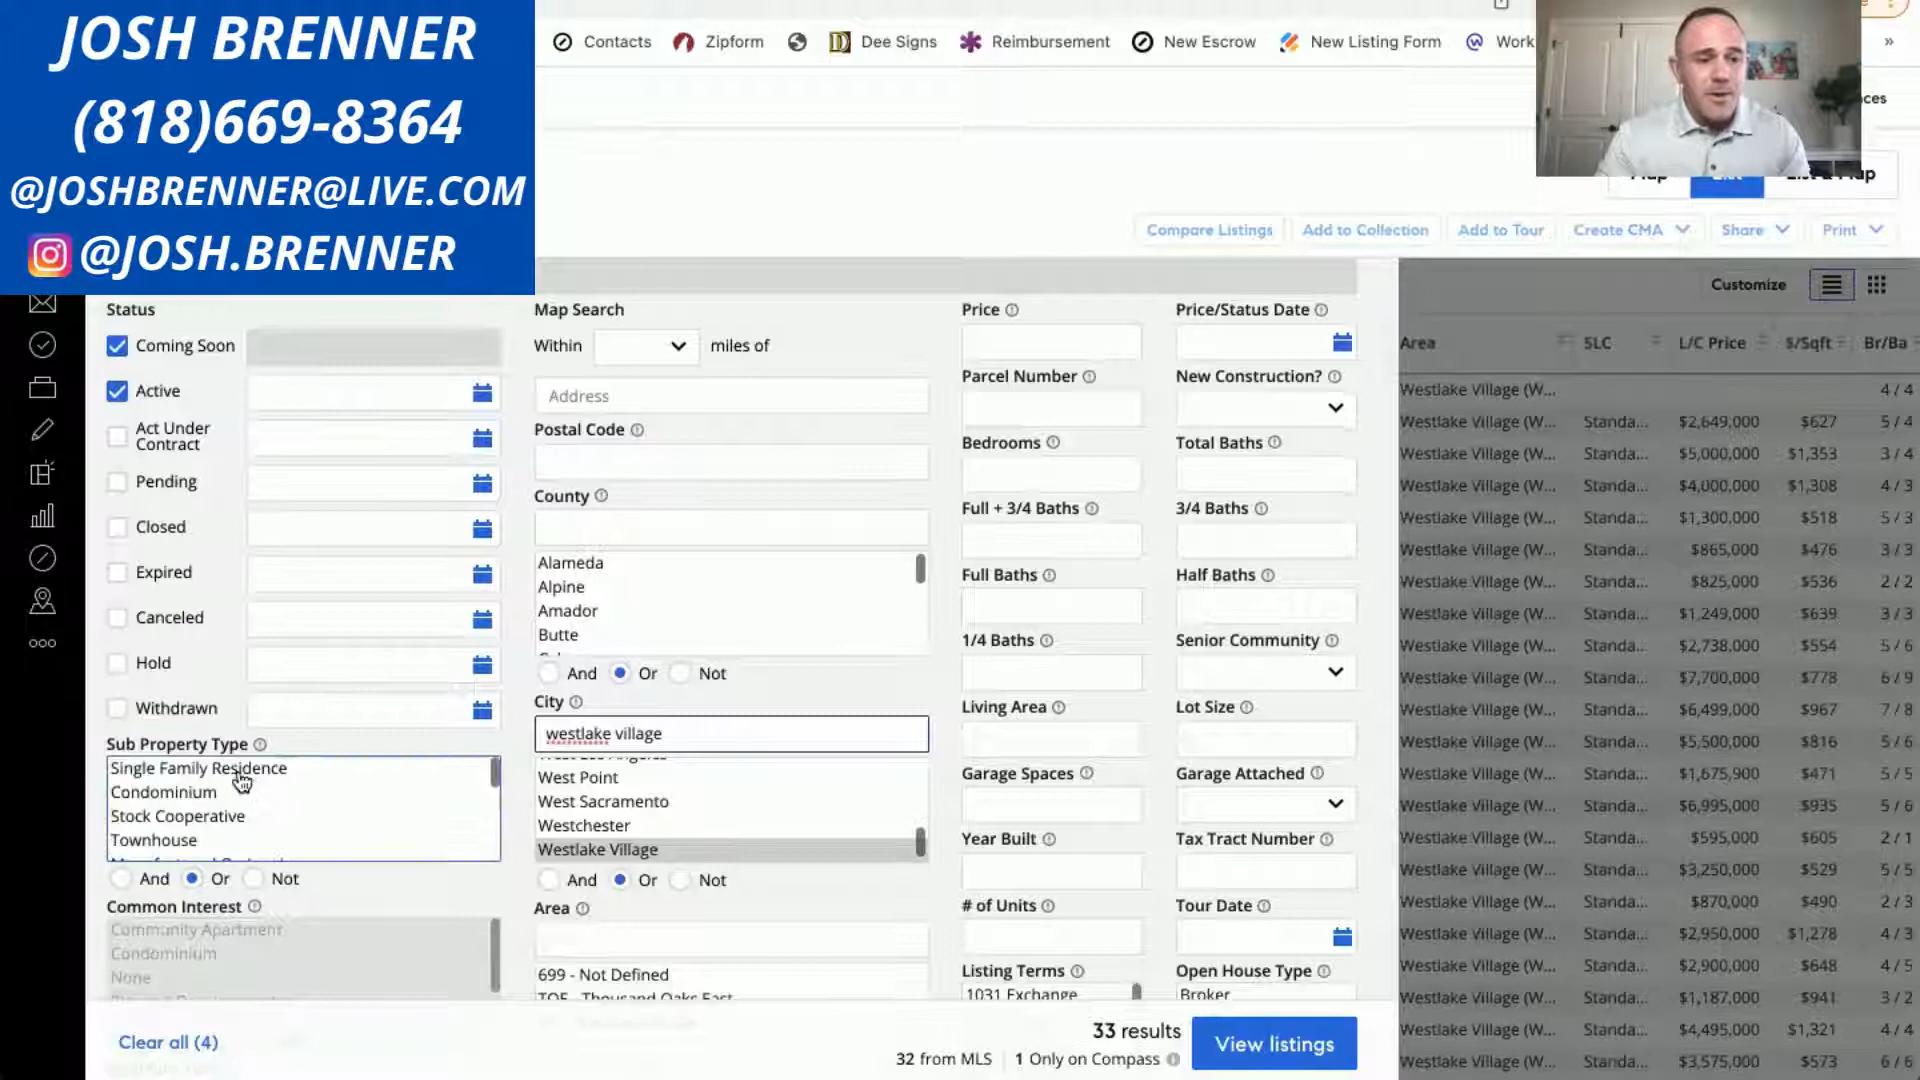 JOSH BRENNER
(818)669-8364
@JOSHBRENNER@LIVE.COM
@JOSH.BRENNER
Contacts Zipform Dee Signs Reimbursement New Escrow New Listing Form Work »
Compare Listings Add to Collection Add to Tour Create CMA Share Print
Customize
Status
Coming Soon
Active
Act Under
Contract
Pending
Closed
Expired
Canceled
Hold
Withdrawn
Sub Property Type
Single Family Residence
Condominium
Stock Cooperative
Townhouse
And Or Not
Common Interest
Community Apartment
Condominium
None
Map Search
Within miles of
Address
Postal Code
County
Alameda
Alpine
Amador
Butte
And Or Not
City
westlake village
West Los Angeles
West Point
West Sacramento
Westchester
Westlake Village
And Or Not
Area
699 - Not Defined
TOE - Thousand Oaks East
Price Price/Status Date
Parcel Number New Construction?
Bedrooms Total Baths
Full + 3/4 Baths 3/4 Baths
Full Baths Half Baths
1/4 Baths Senior Community
Living Area Lot Size
Garage Spaces Garage Attached
Year Built Tax Tract Number
# of Units Tour Date
Listing Terms Open House Type
1031 Exchange Broker
Area SLC L/C Price $/Sqft Br/Ba
Westlake Village (W... 4 / 4
Westlake Village (W... Standa... $2,649,000 $627 5 / 4
Westlake Village (W... Standa... $5,000,000 $1,353 3 / 4
Westlake Village (W... Standa... $4,000,000 $1,308 4 / 3
Westlake Village (W... Standa... $1,300,000 $518 5 / 3
Westlake Village (W... Standa... $865,000 $476 3 / 3
Westlake Village (W... Standa... $825,000 $536 2 / 2
Westlake Village (W... Standa... $1,249,000 $639 3 / 3
Westlake Village (W... Standa... $2,738,000 $554 5 / 6
Westlake Village (W... Standa... $7,700,000 $778 6 / 9
Westlake Village (W... Standa... $6,499,000 $967 7 / 8
Westlake Village (W... Standa... $5,500,000 $816 5 / 6
Westlake Village (W... Standa... $1,675,900 $471 5 / 5
Westlake Village (W... Standa... $6,995,000 $935 5 / 6
Westlake Village (W... Standa... $595,000 $605 2 / 1
Westlake Village (W... Standa... $3,250,000 $529 5 / 5
Westlake Village (W... Standa... $870,000 $490 2 / 3
Westlake Village (W... Standa... $2,950,000 $1,278 4 / 3
Westlake Village (W... Standa... $2,900,000 $648 4 / 5
Westlake Village (W... Standa... $1,187,000 $941 3 / 2
Westlake Village (W... Standa... $4,495,000 $1,321 4 / 4
Westlake Village (W... Standa... $3,575,000 $573 6 / 6
Clear all (4)
33 results
32 from MLS 1 Only on Compass
View listings